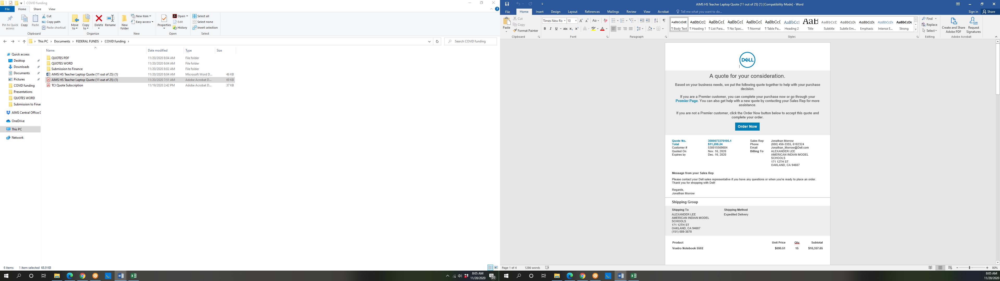 COVID funding
File Home Share View
Pin to Quick access
Copy
Paste
Cut
Copy path
Paste shortcut
Clipboard
Move to
Copy to
Delete
Rename
Organize
New folder
New item
Easy access
New
Properties
Open
Edit
History
Open
Select all
Select none
Invert selection
Select
This PC > Documents > FEDERAL FUNDS > COVID funding >
Search COVID funding
Name Date modified Type Size
QUOTES PDF 11/20/2020 8:04 AM File folder
QUOTES WORD 11/20/2020 8:04 AM File folder
Submission to Finance 11/20/2020 8:02 AM File folder
AIMS HS Teacher Laptop Quote (11 out of 25) (1) 11/20/2020 8:04 AM Microsoft Word D... 46 KB
AIMS HS Teacher Laptop Quote (11 out of 25) (1) 11/20/2020 7:51 AM Adobe Acrobat D... 69 KB
TCI Quote Subscription 11/19/2020 2:42 PM Adobe Acrobat D... 37 KB
Quick access
Desktop
Downloads
Documents
Pictures
COVID funding
Presentations
QUOTES WORD
Submission to Finar
AIMS Central Office D
OneDrive
This PC
Network
6 items 1 item selected 68.9 KB
8:05 AM
11/20/2020
20
AIMS HS Teacher Laptop Quote (11 out of 25) (1) [Compatibility Mode] - Word
File Home Insert Design Layout References Mailings Review View Acrobat Tell me what you want to do... Sign in Share
Paste
Cut
Copy
Format Painter
Clipboard
Times New Ro 10
Font
Paragraph
AaBbCcDdE AaBbCcD AaBbCcI AaBbCcI AaBbCcI AaBbCcI AaBbCcI AaB AaBbCcD AaBbCcDc AaBbCcDc AaBbCcDc AaBbCcDc
¶ Body Text ¶ Heading 1 ¶ List Para... ¶ No Spac... ¶ Normal ¶ Table Pa... Heading 2 Title Subtitle Subtle Em... Emphasis Intense E... Strong
Styles
Find
Replace
Select
Editing
Create and Share Adobe PDF
Request Signatures
Adobe Acrobat
DELL
A quote for your consideration.
Based on your business needs, we put the following quote together to help with your purchase
decision.
If you are a Premier customer, you can complete your purchase now or go through your
Premier Page. You can also get help with a new quote by contacting your Sales Rep for more
assistance.
If you are not a Premier customer, click the Order Now button below to accept this quote and
complete your order.
Order Now
Quote No. 3000073376105.1 Sales Rep Jonathan Morrow
Total $11,208.24 Phone (800) 456-3355, 6182324
Customer # 530015569684 Email Jonathan_Morrow@Dell.com
Quoted On Nov. 16, 2020 Billing To ALEXANDER LEE
Expires by Dec. 16, 2020 AMERICAN INDIAN MODEL
SCHOOLS
171 12TH ST
OAKLAND, CA 94607
Message from your Sales Rep
Please contact your Dell sales representative if you have any questions or when you're ready to place an order.
Thank you for shopping with Dell!
Regards,
Jonathan Morrow
Shipping Group
Shipping To Shipping Method
ALEXANDER LEE Expedited Delivery
AMERICAN INDIAN MODEL
SCHOOLS
171 12TH ST
OAKLAND, CA 94607
(151) 089-3870
Product Unit Price Qty Subtotal
Vostro Notebook 5502 $690.51 15 $10,357.65
Page 1 of 4 1286 words
80%
8:05 AM
11/20/202